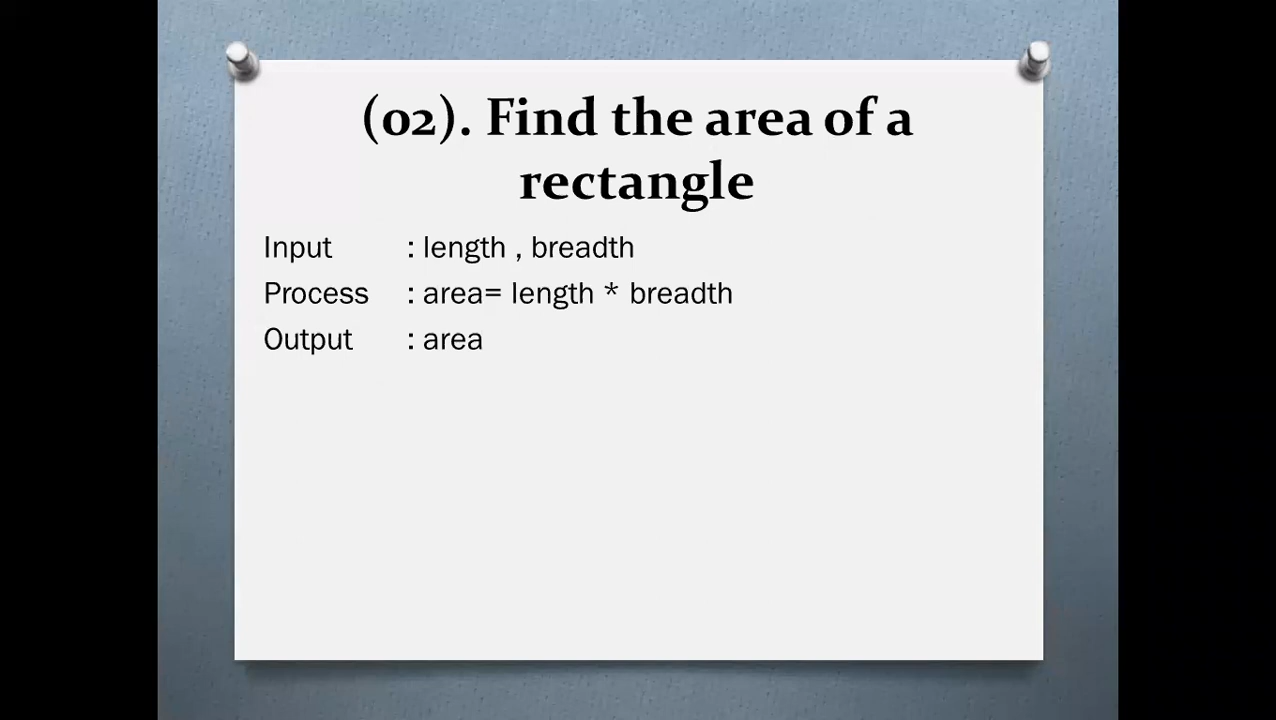 (02). Find the area of a
rectangle
Input : length , breadth
Process : area= length * breadth
Output : area